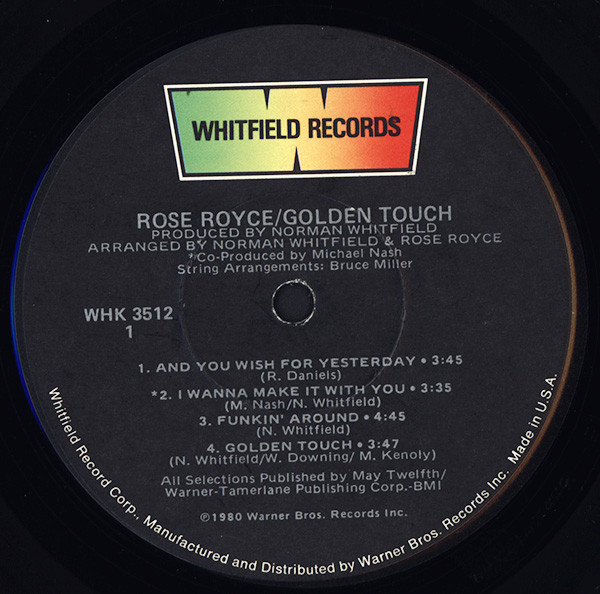 WHITFIELD RECORDS
ROSE ROYCE/GOLDEN TOUCH
PRODUCED BY NORMAN WHITFIELD
ARRANGED BY NORMAN WHITFIELD & ROSE ROYCE
*Co-Produced by Michael Nash
String Arrangements: Bruce Miller
WHK 3512
1
1. AND YOU WISH FOR YESTERDAY • 3:45
(R. Daniels)
*2. I WANNA MAKE IT WITH YOU • 3:35
(M. Nash/N. Whitfield)
3. FUNKIN' AROUND • 4:45
(N. Whitfield)
4. GOLDEN TOUCH • 3:47
(N. Whitfield/W. Downing/ M. Kenoly)
All Selections Published by May Twelfth/
Warner-Tamerlane Publishing Corp.-BMI
℗1980 Warner Bros. Records Inc.
Whitfield Record Corp., Manufactured and Distributed by Warner Bros. Records Inc. Made in U.S.A.